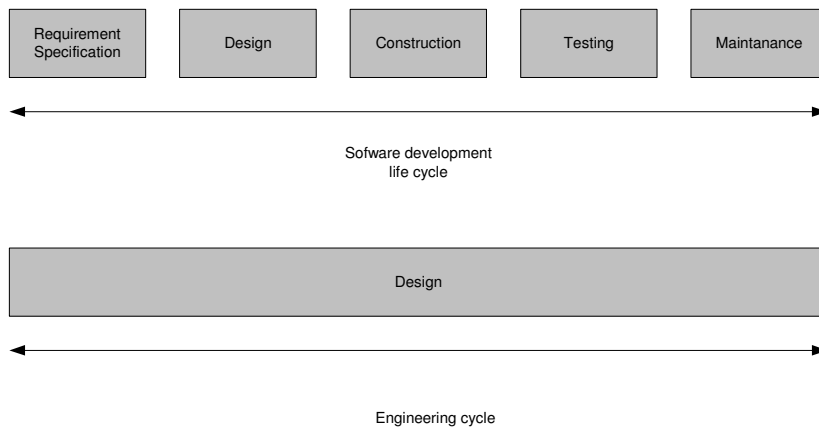 Requirement
Specification
Design
Construction
Testing
Maintanance
Sofware development
life cycle
Design
Engineering cycle